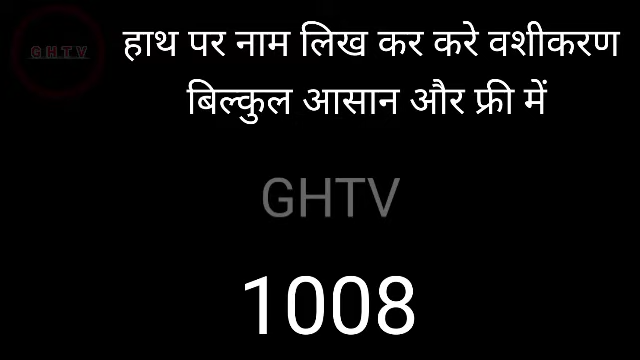 GHTV
हाथ पर नाम लिख कर करे वशीकरण
बिल्कुल आसान और फ्री में
GHTV
1008